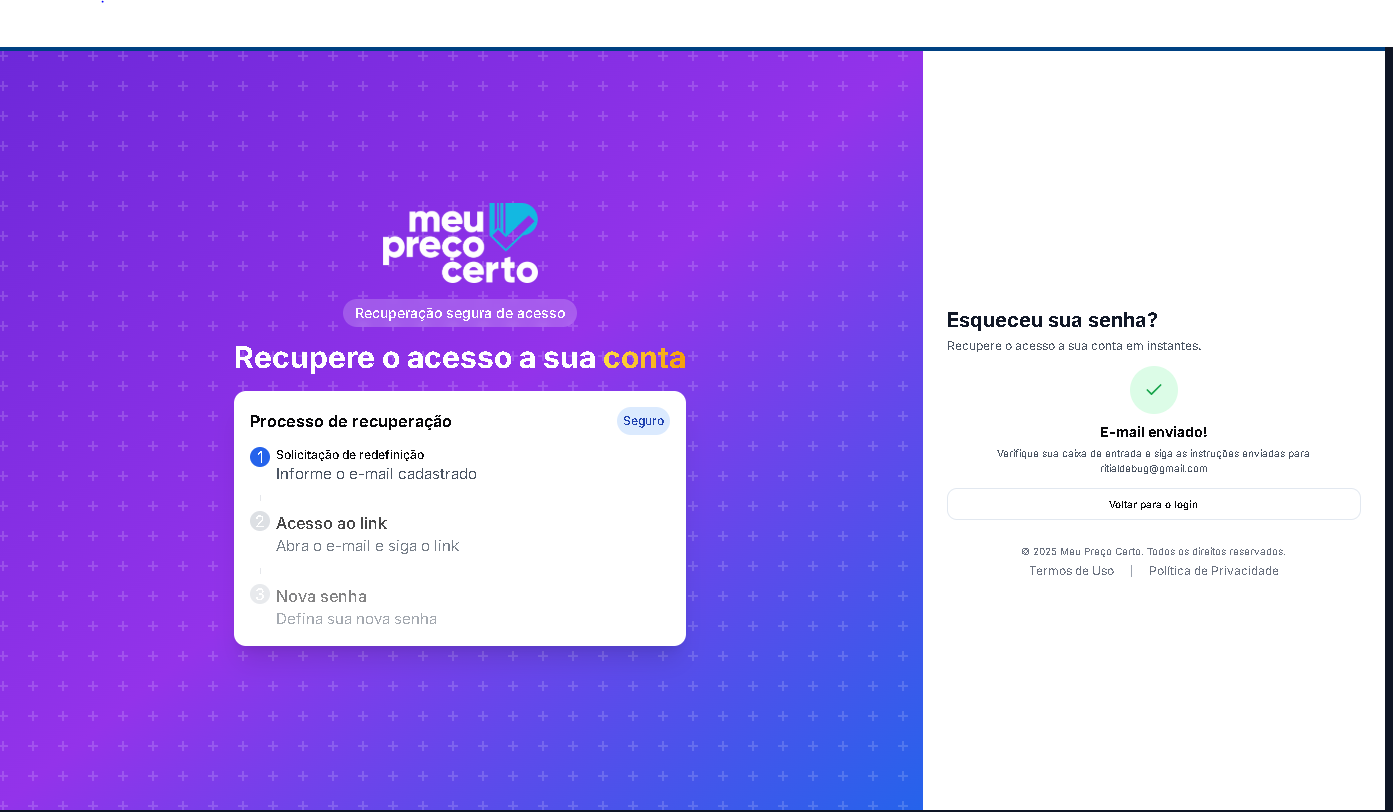 meu
preço
certo
Recuperação segura de acesso
Recupere o acesso a sua conta
Processo de recuperação
Seguro
1
Solicitação de redefinição
Informe o e-mail cadastrado
2
Acesso ao link
Abra o e-mail e siga o link
3
Nova senha
Defina sua nova senha
Esqueceu sua senha?
Recupere o acesso a sua conta em instantes.
E-mail enviado!
Verifique sua caixa de entrada e siga as instruções enviadas para
ritialdebug@gmail.com
Voltar para o login
© 2025 Meu Preço Certo. Todos os direitos reservados.
Termos de Uso | Política de Privacidade